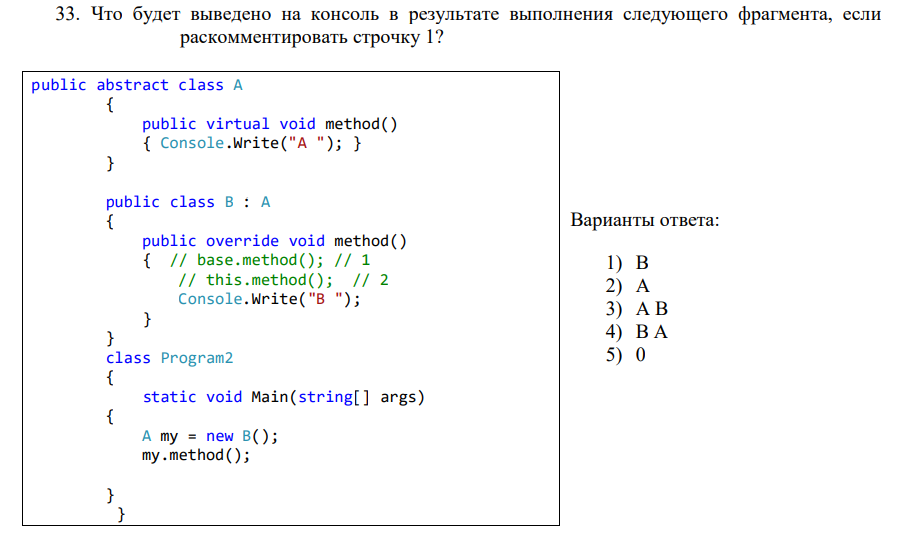 33. Что будет выведено на консоль в результате выполнения следующего фрагмента, если
раскомментировать строчку 1?
public abstract class A
{
public virtual void method()
{ Console.Write("A "); }
}
public class B : A
{
public override void method()
{ // base.method(); // 1
// this.method(); // 2
Console.Write("B ");
}
}
class Program2
{
static void Main(string[] args)
{
A my = new B();
my.method();
}
}
Варианты ответа:
1) B
2) A
3) A B
4) B A
5) 0